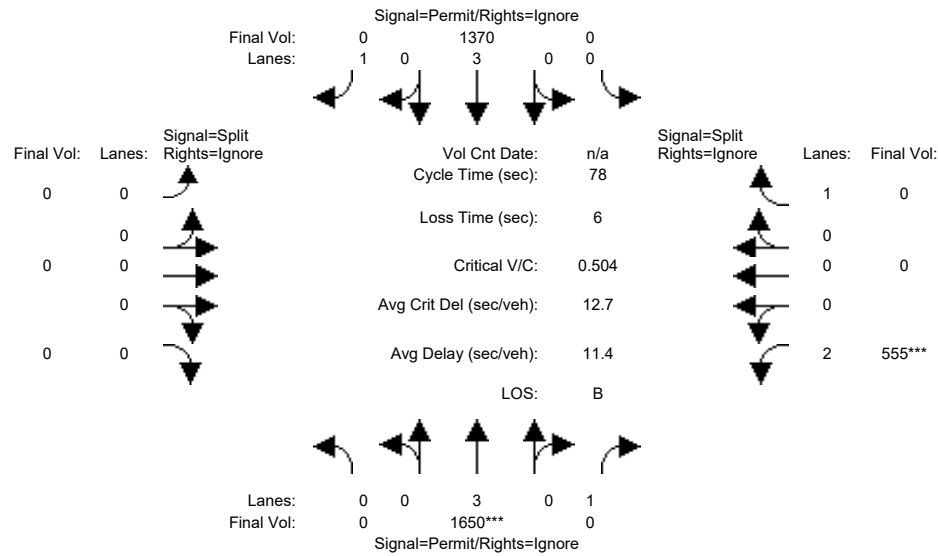 Signal=Permit/Rights=Ignore
Final Vol: 0 1370 0
Lanes: 1 0 3 0 0
Signal=Split Signal=Split
Final Vol: Lanes: Rights=Ignore Vol Cnt Date: n/a Rights=Ignore Lanes: Final Vol:
Cycle Time (sec): 78
0 0 1 0
Loss Time (sec): 6
0 0
0 0 Critical V/C: 0.504 0 0
0 Avg Crit Del (sec/veh): 12.7 0
0 0 Avg Delay (sec/veh): 11.4 2 555***
LOS: B
Lanes: 0 0 3 0 1
Final Vol: 0 1650*** 0
Signal=Permit/Rights=Ignore